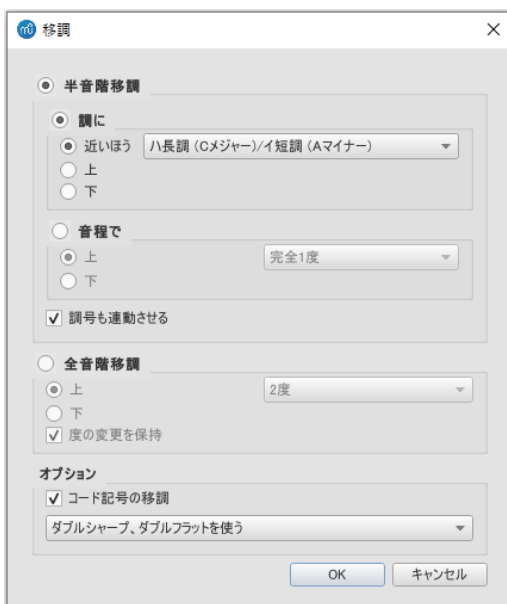 移調
半音階移調
調に
近いほう ハ長調 (Cメジャー)/イ短調 (Aマイナー)
上
下
音程で
上 完全1度
下
調号も連動させる
全音階移調
上 2度
下
度の変更を保持
オプション
コード記号の移調
ダブルシャープ、ダブルフラットを使う
OK キャンセル